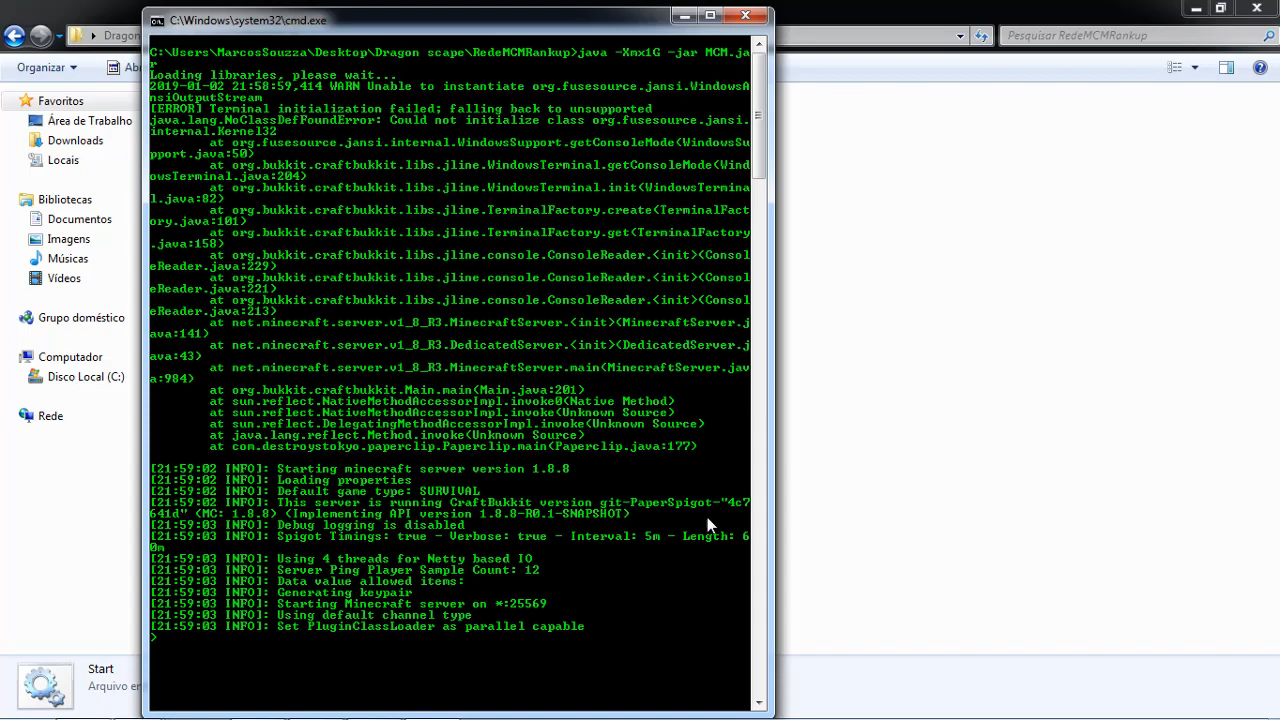 C:\Windows\system32\cmd.exe
Dragon
Pesquisar RedeMCMRankup
Organizar
Favoritos
Área de Trabalho
Downloads
Locais
Bibliotecas
Documentos
Imagens
Músicas
Vídeos
Grupo doméstico
Computador
Disco Local (C:)
Rede
C:\Users\MarcosSouzza\Desktop\Dragon scape\RedeMCMRankup>java -Xmx1G -jar MCM.ja
r
Loading libraries, please wait...
2019-01-02 21:58:59,414 WARN Unable to instantiate org.fusesource.jansi.WindowsA
nsiOutputStream
[ERROR] Terminal initialization failed; falling back to unsupported
java.lang.NoClassDefFoundError: Could not initialize class org.fusesource.jansi.
internal.Kernel32
at org.fusesource.jansi.internal.WindowsSupport.getConsoleMode(WindowsSu
pport.java:50)
at org.bukkit.craftbukkit.libs.jline.WindowsTerminal.getConsoleMode(Wind
owsTerminal.java:204)
at org.bukkit.craftbukkit.libs.jline.WindowsTerminal.init(WindowsTermina
l.java:82)
at org.bukkit.craftbukkit.libs.jline.TerminalFactory.create(TerminalFact
ory.java:101)
at org.bukkit.craftbukkit.libs.jline.TerminalFactory.get(TerminalFactory
.java:158)
at org.bukkit.craftbukkit.libs.jline.console.ConsoleReader.<init>(Consol
eReader.java:229)
at org.bukkit.craftbukkit.libs.jline.console.ConsoleReader.<init>(Consol
eReader.java:221)
at org.bukkit.craftbukkit.libs.jline.console.ConsoleReader.<init>(Consol
eReader.java:213)
at net.minecraft.server.v1_8_R3.MinecraftServer.<init>(MinecraftServer.j
ava:141)
at net.minecraft.server.v1_8_R3.DedicatedServer.<init>(DedicatedServer.j
ava:43)
at net.minecraft.server.v1_8_R3.MinecraftServer.main(MinecraftServer.jav
a:984)
at org.bukkit.craftbukkit.Main.main(Main.java:201)
at sun.reflect.NativeMethodAccessorImpl.invoke0(Native Method)
at sun.reflect.NativeMethodAccessorImpl.invoke(Unknown Source)
at sun.reflect.DelegatingMethodAccessorImpl.invoke(Unknown Source)
at java.lang.reflect.Method.invoke(Unknown Source)
at com.destroystokyo.paperclip.Paperclip.main(Paperclip.java:177)
[21:59:02 INFO]: Starting minecraft server version 1.8.8
[21:59:02 INFO]: Loading properties
[21:59:02 INFO]: Default game type: SURVIVAL
[21:59:02 INFO]: This server is running CraftBukkit version git-PaperSpigot-"4c7
641d" (MC: 1.8.8) (Implementing API version 1.8.8-R0.1-SNAPSHOT)
[21:59:03 INFO]: Debug logging is disabled
[21:59:03 INFO]: Spigot Timings: true - Verbose: true - Interval: 5m - Length: 6
0m
[21:59:03 INFO]: Using 4 threads for Netty based IO
[21:59:03 INFO]: Server Ping Player Sample Count: 12
[21:59:03 INFO]: Data value allowed items:
[21:59:03 INFO]: Generating keypair
[21:59:03 INFO]: Starting Minecraft server on *:25569
[21:59:03 INFO]: Using default channel type
[21:59:03 INFO]: Set PluginClassLoader as parallel capable
>
Start